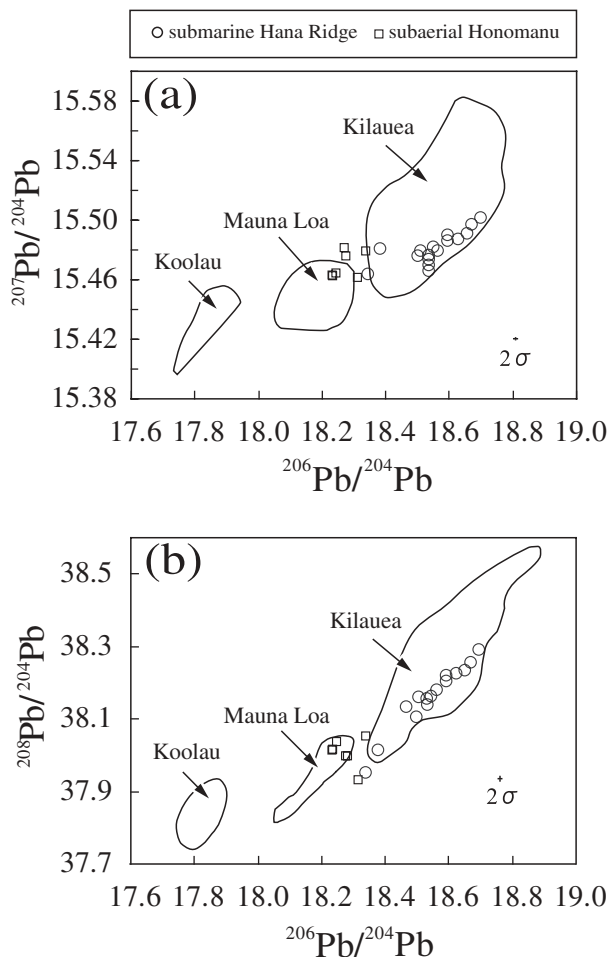 ○ submarine Hana Ridge □ subaerial Honomanu
(a)
15.58
15.54
15.50
15.46
15.42
15.38
²⁰⁷Pb/²⁰⁴Pb
Kilauea
Mauna Loa
Koolau
2σ
17.6 17.8 18.0 18.2 18.4 18.6 18.8 19.0
²⁰⁶Pb/²⁰⁴Pb
(b)
38.5
38.3
38.1
37.9
37.7
²⁰⁸Pb/²⁰⁴Pb
Kilauea
Mauna Loa
Koolau
2σ
17.6 17.8 18.0 18.2 18.4 18.6 18.8 19.0
²⁰⁶Pb/²⁰⁴Pb